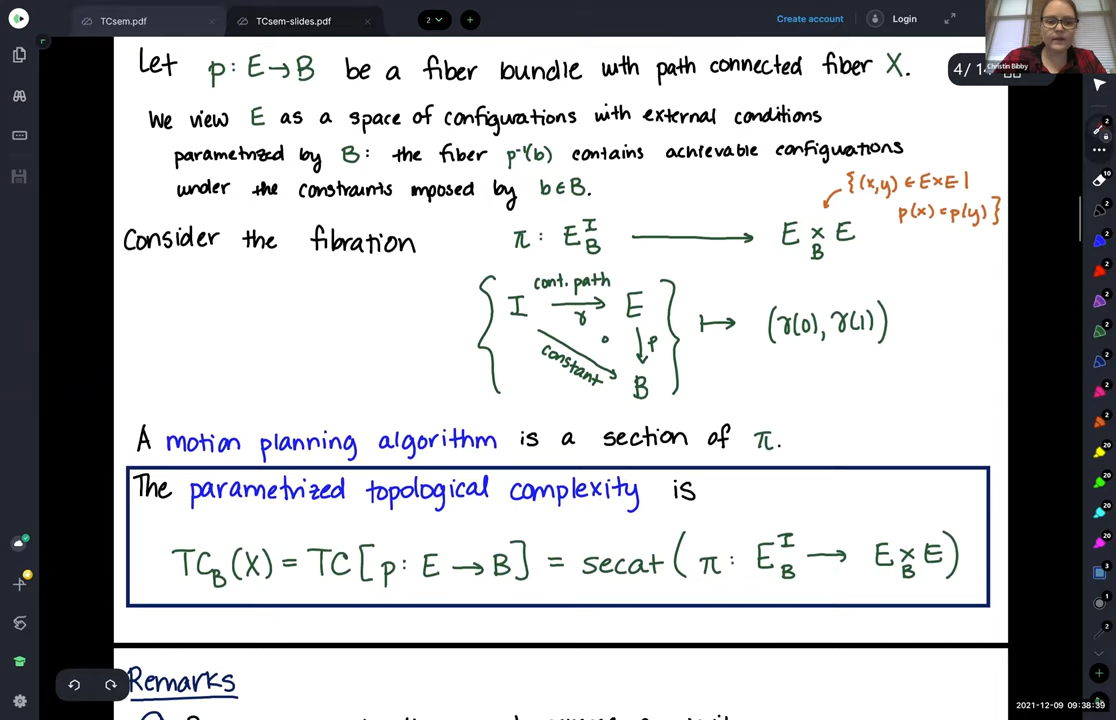 TCsem.pdf
TCsem-slides.pdf
2
Create account
Login
Christin Bibby
4/1
Let p: E → B be a fiber bundle with path connected fiber X.
We view E as a space of configurations with external conditions
parametrized by B: the fiber p⁻¹(b) contains achievable configuations
under the constraints imposed by b∈B.
{(x,y) ∈ E×E |
p(x) = p(y)}
Consider the fibration π : E_B^I → E ×_B E
{ I cont. path γ → E
constant
p
B } ↦ (γ(0), γ(1))
A motion planning algorithm is a section of π.
The parametrized topological complexity is
TC_B(X) = TC[p: E → B] = secat(π: E_B^I → E ×_B E)
Remarks
2021-12-09 09:38:39